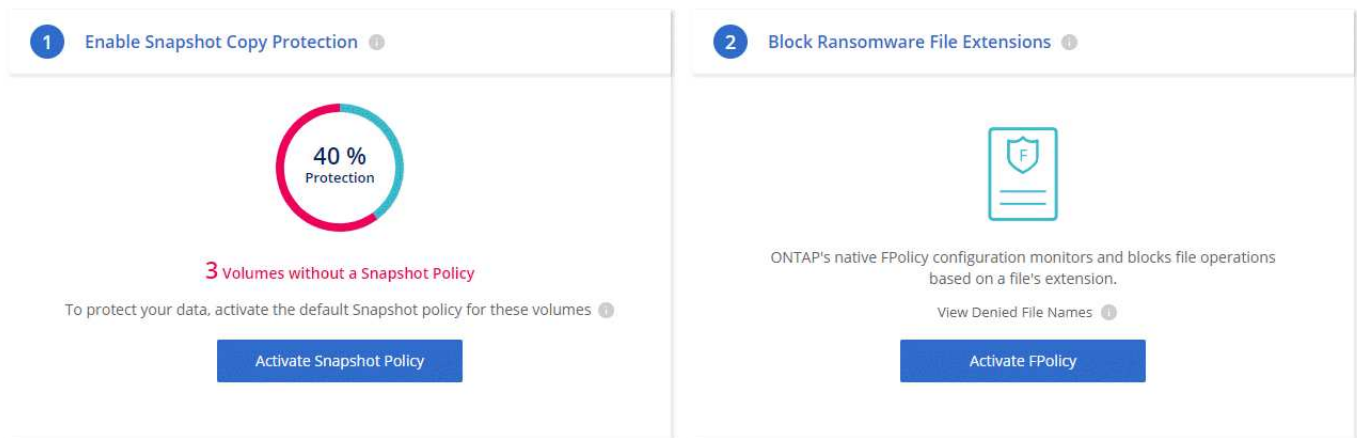 1
Enable Snapshot Copy Protection
40 %
Protection
3 Volumes without a Snapshot Policy
To protect your data, activate the default Snapshot policy for these volumes
Activate Snapshot Policy
2
Block Ransomware File Extensions
F
ONTAP's native FPolicy configuration monitors and blocks file operations
based on a file's extension.
View Denied File Names
Activate FPolicy